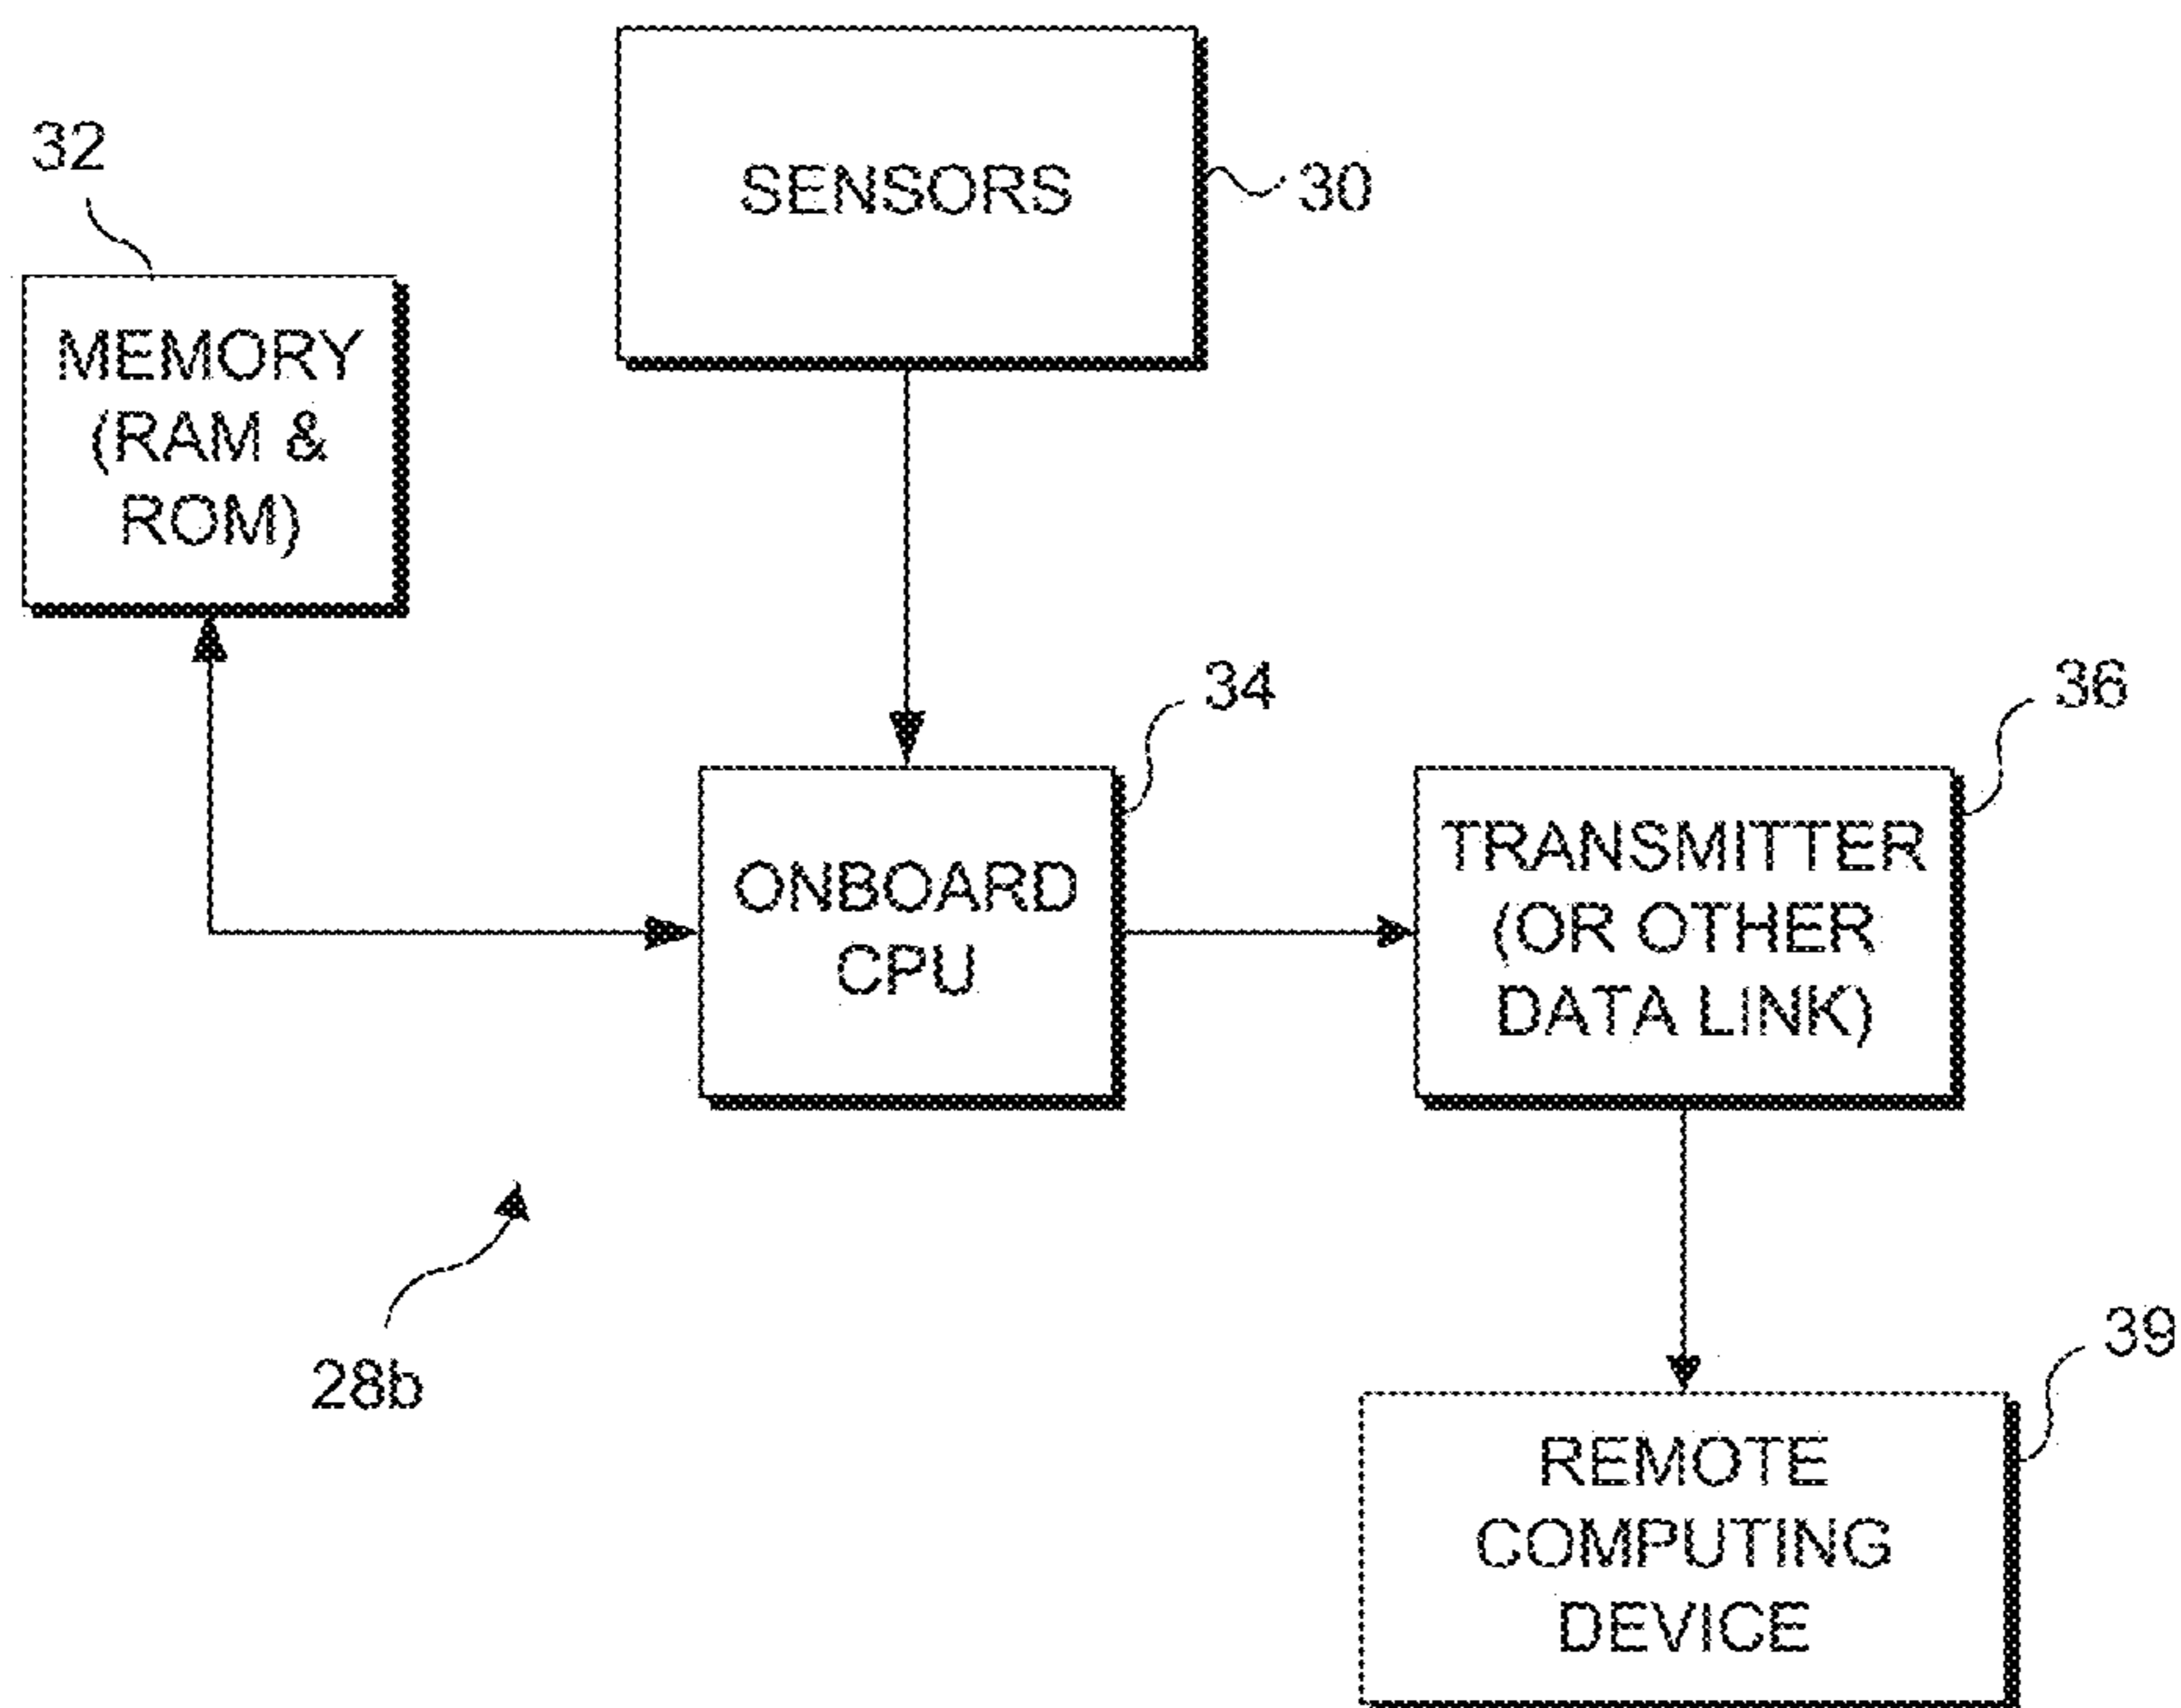 32
SENSORS
30
MEMORY
(RAM &
ROM)
34
36
ONBOARD
CPU
TRANSMITTER
(OR OTHER
DATA LINK)
28b
39
REMOTE
COMPUTING
DEVICE